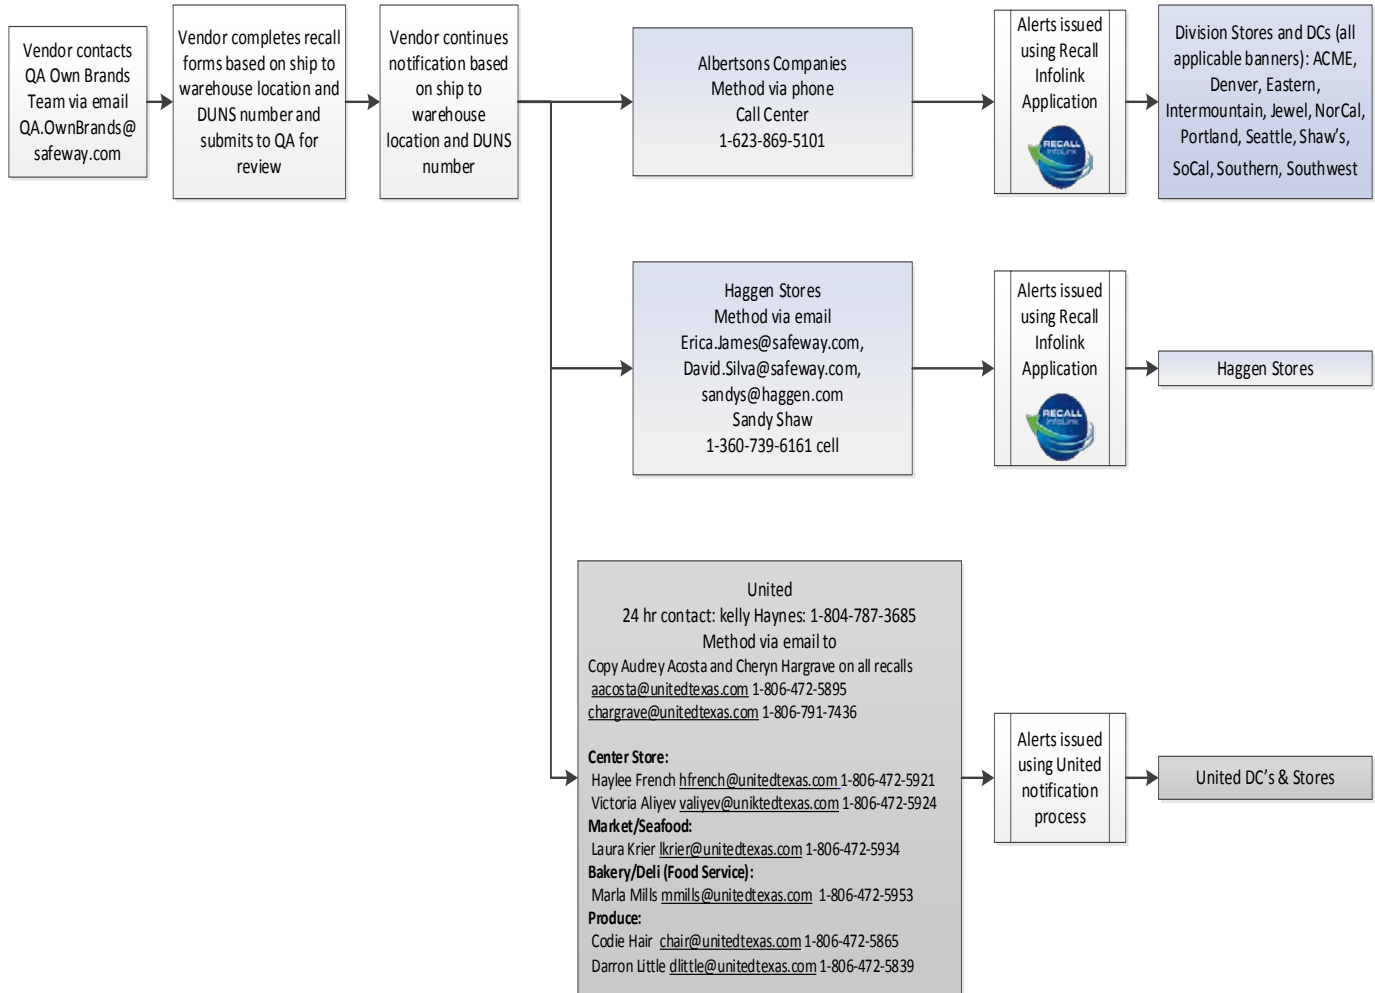 Vendor contacts
QA Own Brands
Team via email
QA.OwnBrands@
safeway.com
Vendor completes recall
forms based on ship to
warehouse location and
DUNS number and
submits to QA for
review
Vendor continues
notification based
on ship to
warehouse
location and DUNS
number
Albertsons Companies
Method via phone
Call Center
1-623-869-5101
Alerts issued
using Recall
Infolink
Application
RECALL
InfoLink
Division Stores and DCs (all
applicable banners): ACME,
Denver, Eastern,
Intermountain, Jewel, NorCal,
Portland, Seattle, Shaw's,
SoCal, Southern, Southwest
Haggen Stores
Method via email
Erica.James@safeway.com,
David.Silva@safeway.com,
sandys@haggen.com
Sandy Shaw
1-360-739-6161 cell
Alerts issued
using Recall
Infolink
Application
RECALL
InfoLink
Haggen Stores
United
24 hr contact: kelly Haynes: 1-804-787-3685
Method via email to
Copy Audrey Acosta and Cheryn Hargrave on all recalls
aacosta@unitedtexas.com 1-806-472-5895
chargrave@unitedtexas.com 1-806-791-7436
Center Store:
Haylee French hfrench@unitedtexas.com 1-806-472-5921
Victoria Aliyev valiyev@uniktedtexas.com 1-806-472-5924
Market/Seafood:
Laura Krier lkrier@unitedtexas.com 1-806-472-5934
Bakery/Deli (Food Service):
Marla Mills mmills@unitedtexas.com 1-806-472-5953
Produce:
Codie Hair chair@unitedtexas.com 1-806-472-5865
Darron Little dlittle@unitedtexas.com 1-806-472-5839
Alerts issued
using United
notification
process
United DC's & Stores